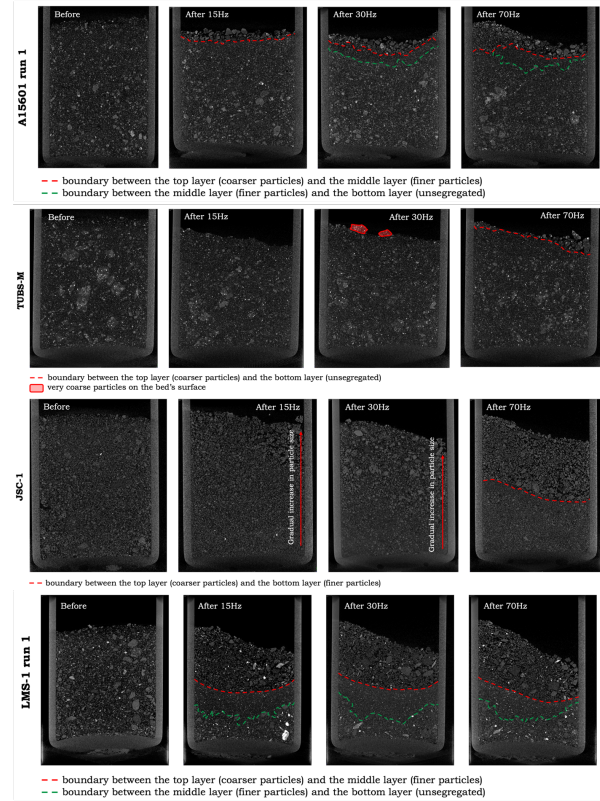 A15601 run 1
Before
After 15Hz
After 30Hz
After 70Hz
boundary between the top layer (coarser particles) and the middle layer (finer particles)
boundary between the middle layer (finer particles) and the bottom layer (unsegregated)
TUBS-M
Before
After 15Hz
After 30Hz
After 70Hz
boundary between the top layer (coarser particles) and the bottom layer (unsegregated)
very coarse particles on the bed's surface
JSC-1
Before
After 15Hz
Gradual increase in particle size
After 30Hz
Gradual increase in particle size
After 70Hz
boundary between the top layer (coarser particles) and the bottom layer (finer particles)
LMS-1 run 1
Before
After 15Hz
After 30Hz
After 70Hz
boundary between the top layer (coarser particles) and the middle layer (finer particles)
boundary between the middle layer (finer particles) and the bottom layer (unsegregated)